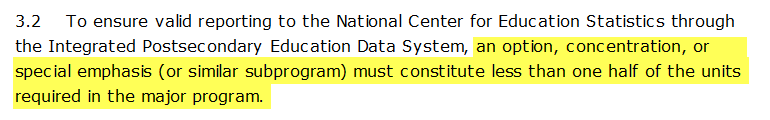 3.2 To ensure valid reporting to the National Center for Education Statistics through
the Integrated Postsecondary Education Data System, an option, concentration, or
special emphasis (or similar subprogram) must constitute less than one half of the units
required in the major program.